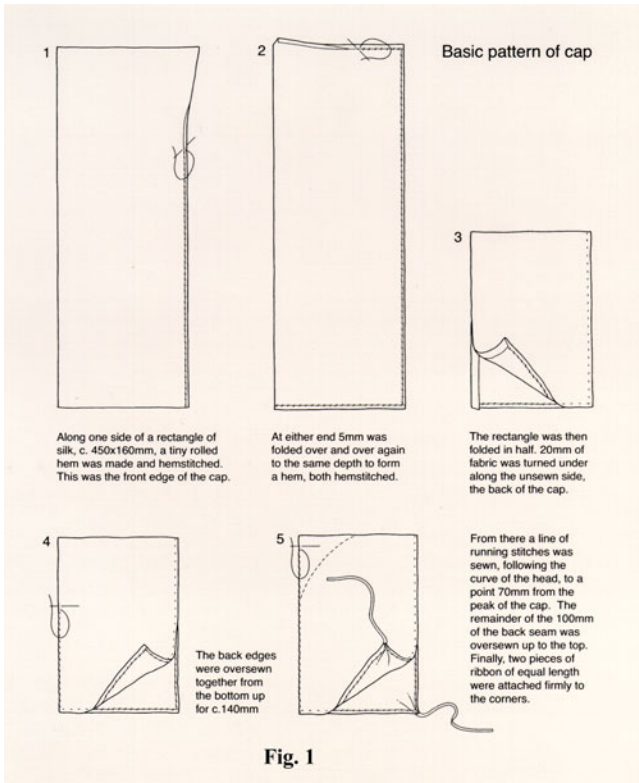 Basic pattern of cap
1
Along one side of a rectangle of
silk, c. 450x160mm, a tiny rolled
hem was made and hemstitched.
This was the front edge of the cap.
2
At either end 5mm was
folded over and over again
to the same depth to form
a hem, both hemstitched.
3
The rectangle was then
folded in half. 20mm of
fabric was turned under
along the unsewn side,
the back of the cap.
4
The back edges
were oversewn
together from
the bottom up
for c.140mm
5
From there a line of
running stitches was
sewn, following the
curve of the head, to a
point 70mm from the
peak of the cap. The
remainder of the 100mm
of the back seam was
oversewn up to the top.
Finally, two pieces of
ribbon of equal length
were attached firmly to
the corners.
Fig. 1